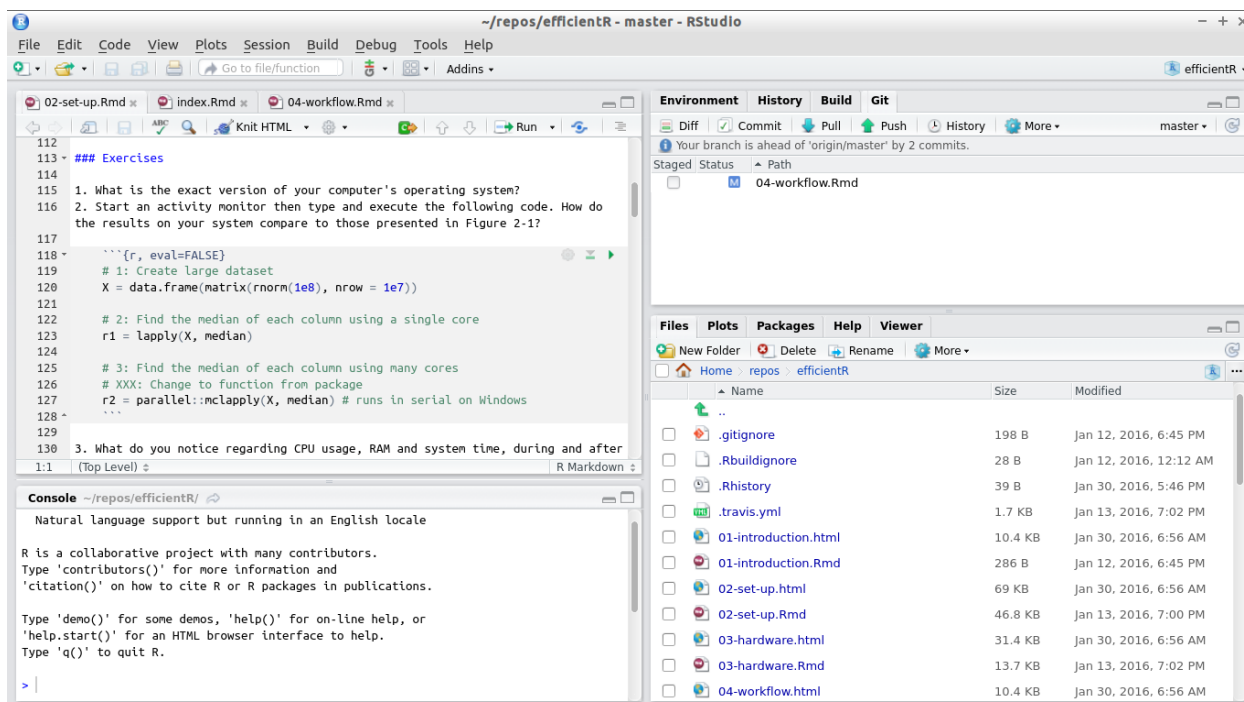 ~/repos/efficientR - master - RStudio
File Edit Code View Plots Session Build Debug Tools Help
Go to file/function Addins efficientR
02-set-up.Rmd index.Rmd 04-workflow.Rmd
ABC Knit HTML Run
112
113 ### Exercises
114
115 1. What is the exact version of your computer's operating system?
116 2. Start an activity monitor then type and execute the following code. How do
the results on your system compare to those presented in Figure 2-1?
117
118 ```{r, eval=FALSE}
119 # 1: Create large dataset
120 X = data.frame(matrix(rnorm(1e8), nrow = 1e7))
121
122 # 2: Find the median of each column using a single core
123 r1 = lapply(X, median)
124
125 # 3: Find the median of each column using many cores
126 # XXX: Change to function from package
127 r2 = parallel::mclapply(X, median) # runs in serial on Windows
128 ```
129
130 3. What do you notice regarding CPU usage, RAM and system time, during and after
1:1 (Top Level) R Markdown
Console ~/repos/efficientR/
Natural language support but running in an English locale
R is a collaborative project with many contributors.
Type 'contributors()' for more information and
'citation()' on how to cite R or R packages in publications.
Type 'demo()' for some demos, 'help()' for on-line help, or
'help.start()' for an HTML browser interface to help.
Type 'q()' to quit R.
>
Environment History Build Git
Diff Commit Pull Push History More master
Your branch is ahead of 'origin/master' by 2 commits.
Staged Status Path
M 04-workflow.Rmd
Files Plots Packages Help Viewer
New Folder Delete Rename More
Home repos efficientR R ...
Name Size Modified
..
.gitignore 198 B Jan 12, 2016, 6:45 PM
.Rbuildignore 28 B Jan 12, 2016, 12:12 AM
.Rhistory 39 B Jan 30, 2016, 5:46 PM
.travis.yml 1.7 KB Jan 13, 2016, 7:02 PM
01-introduction.html 10.4 KB Jan 30, 2016, 6:56 AM
01-introduction.Rmd 286 B Jan 12, 2016, 6:45 PM
02-set-up.html 69 KB Jan 30, 2016, 6:56 AM
02-set-up.Rmd 46.8 KB Jan 13, 2016, 7:00 PM
03-hardware.html 31.4 KB Jan 30, 2016, 6:56 AM
03-hardware.Rmd 13.7 KB Jan 13, 2016, 7:02 PM
04-workflow.html 10.4 KB Jan 30, 2016, 6:56 AM